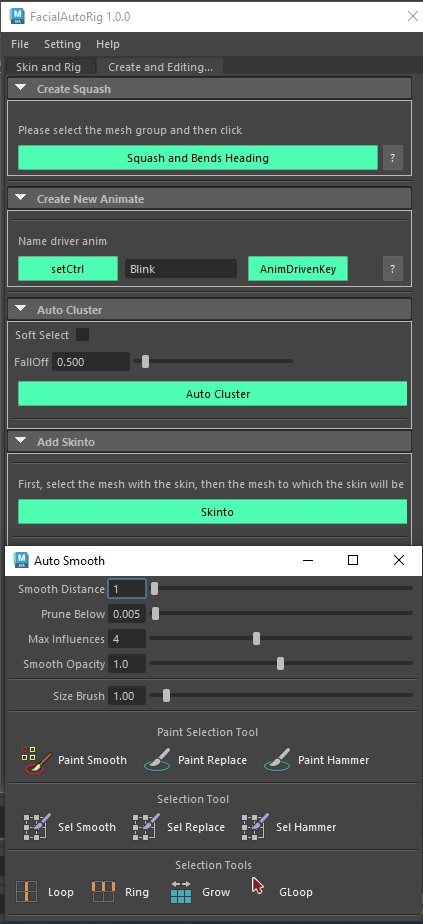 FacialAutoRig 1.0.0
File Setting Help
Skin and Rig Create and Editing...
Create Squash
Please select the mesh group and then click
Squash and Bends Heading ?
Create New Animate
Name driver anim
setCtrl Blink AnimDrivenKey ?
Auto Cluster
Soft Select
FallOff 0.500
Auto Cluster
Add Skinto
First, select the mesh with the skin, then the mesh to which the skin will be
Skinto
Auto Smooth
Smooth Distance 1
Prune Below 0.005
Max Influences 4
Smooth Opacity 1.0
Size Brush 1.00
Paint Selection Tool
Paint Smooth Paint Replace Paint Hammer
Selection Tool
Sel Smooth Sel Replace Sel Hammer
Selection Tools
Loop Ring Grow GLoop